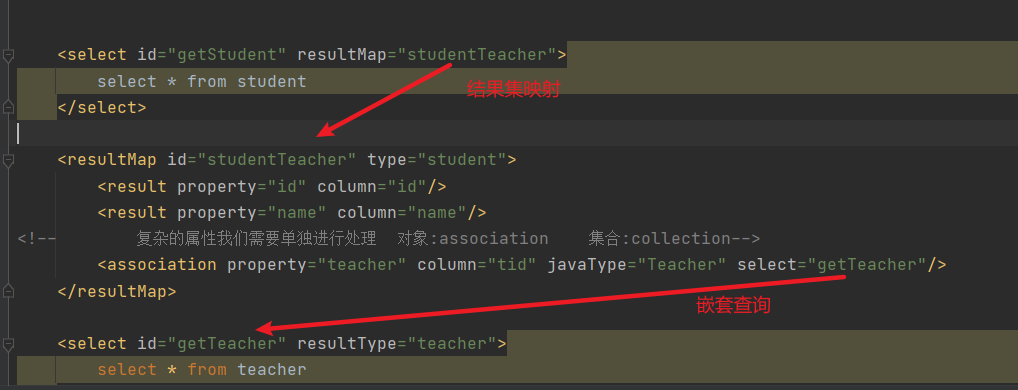 <select id="getStudent" resultMap="studentTeacher">
select * from student
结果集映射
</select>
<resultMap id="studentTeacher" type="student">
<result property="id" column="id"/>
<result property="name" column="name"/>
<!-- 复杂的属性我们需要单独进行处理 对象:association 集合:collection-->
<association property="teacher" column="tid" javaType="Teacher" select="getTeacher"/>
</resultMap>
嵌套查询
<select id="getTeacher" resultType="teacher">
select * from teacher